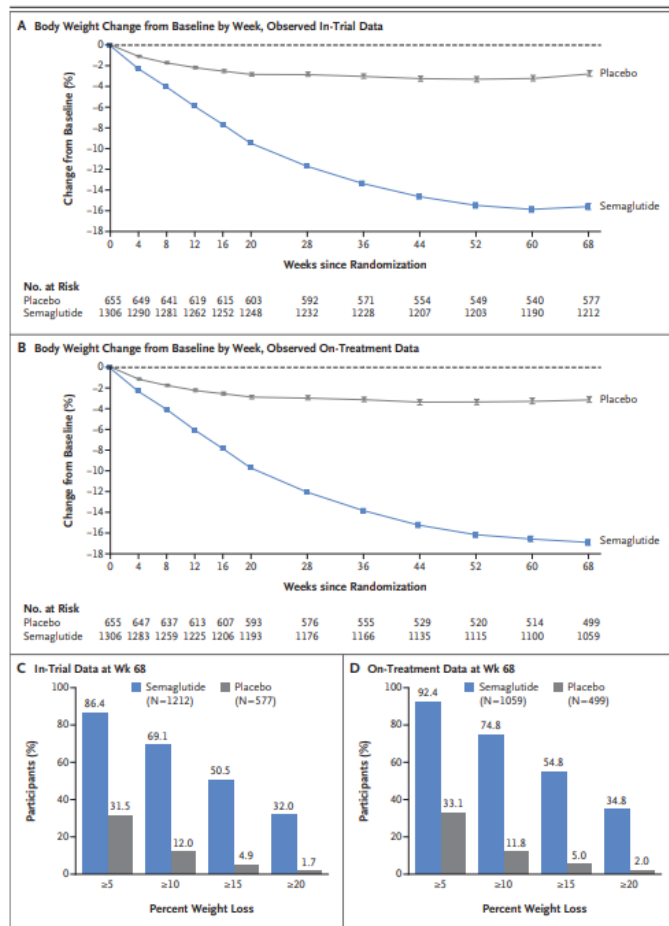 A Body Weight Change from Baseline by Week, Observed In-Trial Data
0
−2
−4
−6
−8
−10
−12
−14
−16
−18
Change from Baseline (%)
Placebo
Semaglutide
0 4 8 12 16 20 28 36 44 52 60 68
Weeks since Randomization
No. at Risk
Placebo 655 649 641 619 615 603 592 571 554 549 540 577
Semaglutide 1306 1290 1281 1262 1252 1248 1232 1228 1207 1203 1190 1212
B Body Weight Change from Baseline by Week, Observed On-Treatment Data
0
−2
−4
−6
−8
−10
−12
−14
−16
−18
Change from Baseline (%)
Placebo
Semaglutide
0 4 8 12 16 20 28 36 44 52 60 68
Weeks since Randomization
No. at Risk
Placebo 655 647 637 613 607 593 576 555 529 520 514 499
Semaglutide 1306 1283 1259 1225 1206 1193 1176 1166 1135 1115 1100 1059
C In-Trial Data at Wk 68
Semaglutide (N=1212)
Placebo (N=577)
100
80
60
40
20
0
Participants (%)
86.4 31.5 69.1 12.0 50.5 4.9 32.0 1.7
≥5 ≥10 ≥15 ≥20
Percent Weight Loss
D On-Treatment Data at Wk 68
Semaglutide (N=1059)
Placebo (N=499)
100
80
60
40
20
0
Participants (%)
92.4 33.1 74.8 11.8 54.8 5.0 34.8 2.0
≥5 ≥10 ≥15 ≥20
Percent Weight Loss